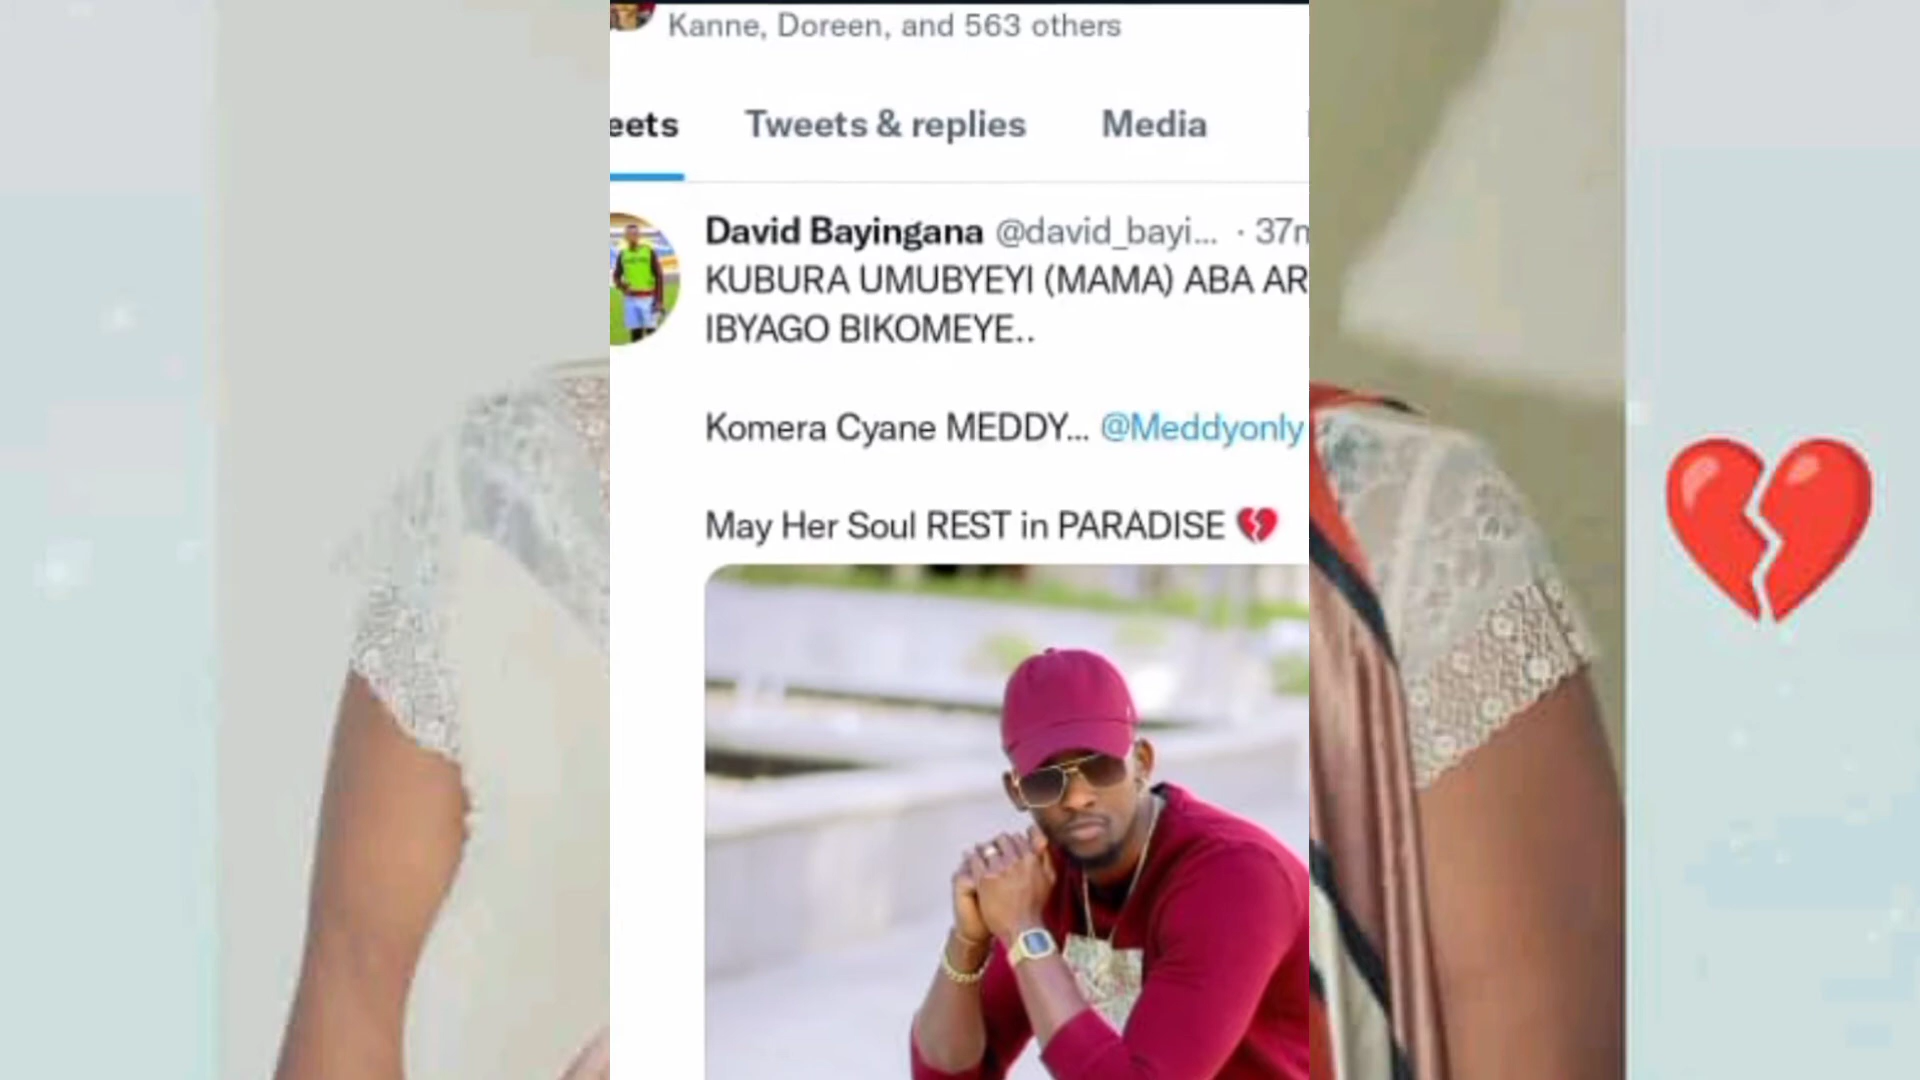 Kanne, Doreen, and 563 others
eets Tweets & replies Media
David Bayingana @david_bayi... · 37m
KUBURA UMUBYEYI (MAMA) ABA AR
IBYAGO BIKOMEYE..
Komera Cyane MEDDY... @Meddyonly
May Her Soul REST in PARADISE 💔